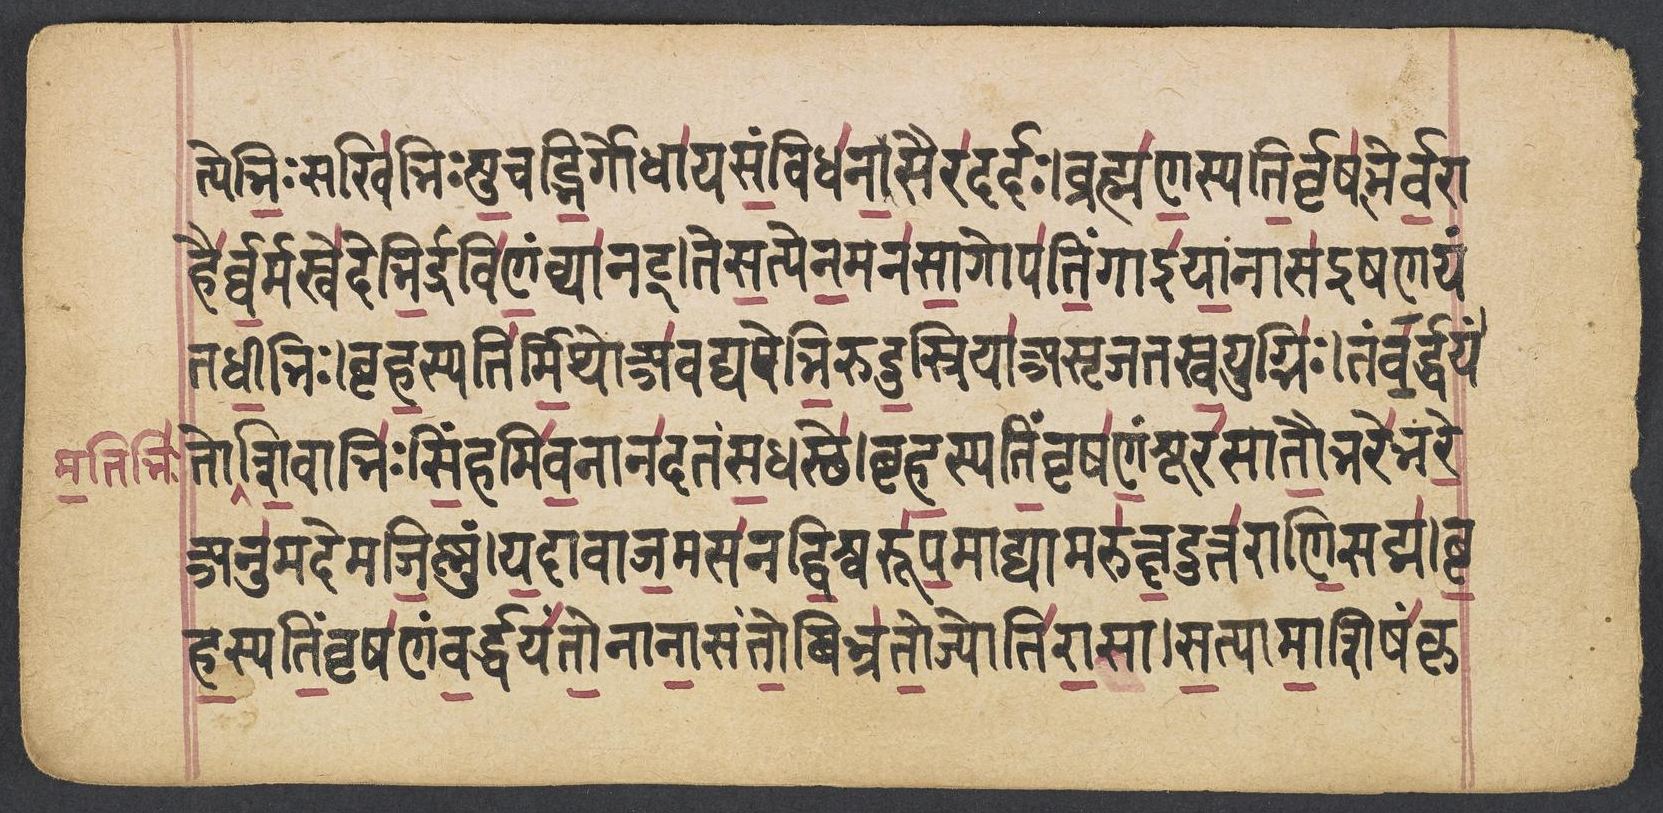 त्येभिःसखिभिःशुचद्भिर्गोधायसंविधनसैरदर्दः।ब्रह्मणस्पतिर्वृषभिर्वरा
हैर्घर्मस्वेदेभिर्द्रविणंव्यानट्।तेसत्येनमनसागोपतिंगाइयानासइषणयं
तधीभिः।बृहस्पतिर्मिथोअवद्यपेभिरुदुस्रियाअसृजतस्वयुग्भिः।तंवर्द्धयं
मतिभिः तोशिवाभिःसिंहमिवनानदतंसधस्थे।बृहस्पतिंवृषणंशूरसातौभरेभरे
अनुमदेमजिष्णुं।यदावाजमसनद्विश्वरूपमाद्यामरुक्षदुत्तराणिसद्म।बृ
हस्पतिंवृषणंवर्द्धयंतोनानासंतोबिभ्रतोज्योतिरासा।सत्यामाशिषंकृ